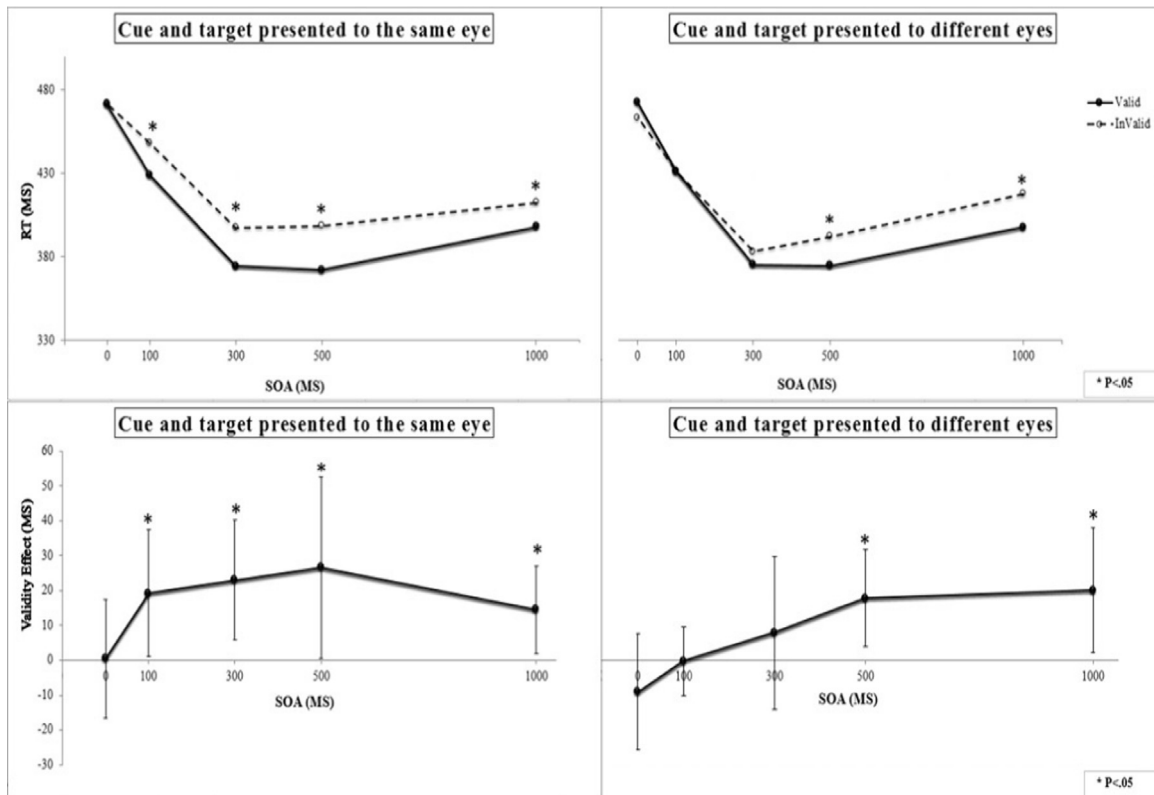 Cue and target presented to the same eye
Cue and target presented to different eyes
480
430
380
330
RT (MS)
*
*
*
*
*
*
Valid
InValid
0 100 300 500 1000
SOA (MS)
0 100 300 500 1000
SOA (MS)
* P<.05
Cue and target presented to the same eye
Cue and target presented to different eyes
60
50
40
30
20
10
0
-10
-20
-30
Validity Effect (MS)
*
*
*
*
*
*
0 100 300 500 1000
SOA (MS)
0 100 300 500 1000
SOA (MS)
* P<.05